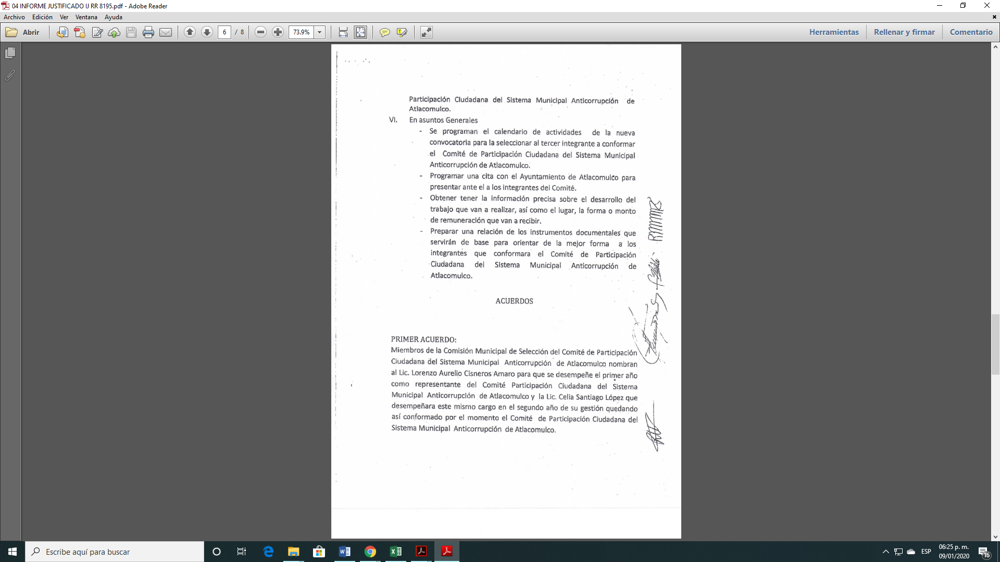 04 INFORME JUSTIFICADO IJ RR 8195.pdf - Adobe Reader
Archivo Edición Ver Ventana Ayuda
Abrir 6 / 8 73.9% Herramientas Rellenar y firmar Comentario
Participación Ciudadana del Sistema Municipal Anticorrupción de
Atlacomulco.
VI. En asuntos Generales
- Se programan el calendario de actividades de la nueva
convocatoria para la seleccionar al tercer integrante a conformar
el Comité de Participación Ciudadana del Sistema Municipal
Anticorrupción de Atlacomulco.
- Programar una cita con el Ayuntamiento de Atlacomulco para
presentar ante el a los integrantes del Comité.
- Obtener tener la información precisa sobre el desarrollo del
trabajo que van a realizar, así como el lugar, la forma o monto
de remuneración que van a recibir.
- Preparar una relación de los instrumentos documentales que
servirán de base para orientar de la mejor forma a los
integrantes que conformara el Comité de Participación
Ciudadana del Sistema Municipal Anticorrupción de
Atlacomulco.
ACUERDOS
PRIMER ACUERDO:
Miembros de la Comisión Municipal de Selección del Comité de Participación
Ciudadana del Sistema Municipal Anticorrupción de Atlacomulco nombran
al Lic. Lorenzo Aurelio Cisneros Amaro para que se desempeñe el primer año
como representante del Comité Participación Ciudadana del Sistema
Municipal Anticorrupción de Atlacomulco y la Lic. Celia Santiago López que
desempeñara este mismo cargo en el segundo año de su gestión quedando
así conformado por el momento el Comité de Participación Ciudadana del
Sistema Municipal Anticorrupción de Atlacomulco.
Escribe aquí para buscar
ESP
06:25 p. m.
09/01/2020
16